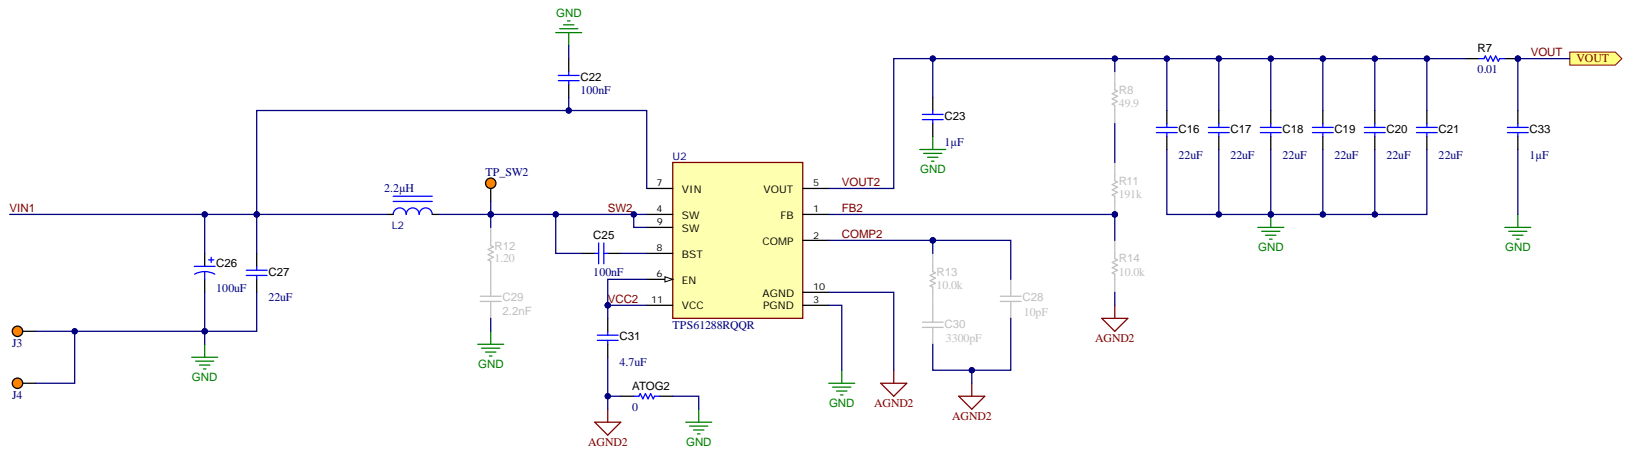 GND
C22
100nF
VIN1
C26
100uF
C27
22uF
J3
J4
GND
2.2µH
L2
TP_SW2
R12
1.20
C29
2.2nF
GND
SW2
C25
100nF
VCC2
C31
4.7uF
ATOG2
0
AGND2
GND
U2
7 VIN
4 SW
9 SW
8 BST
6 EN
11 VCC
VOUT 5
FB 1
COMP 2
AGND 10
PGND 3
TPS61288RQQR
VOUT2
FB2
COMP2
GND
AGND2
C23
1µF
GND
R13
10.0k
C30
3300pF
C28
10pF
AGND2
R8
49.9
R11
191k
R14
10.0k
AGND2
C16
22uF
C17
22uF
C18
22uF
C19
22uF
C20
22uF
C21
22uF
GND
R7
0.01
VOUT
VOUT
C33
1µF
GND